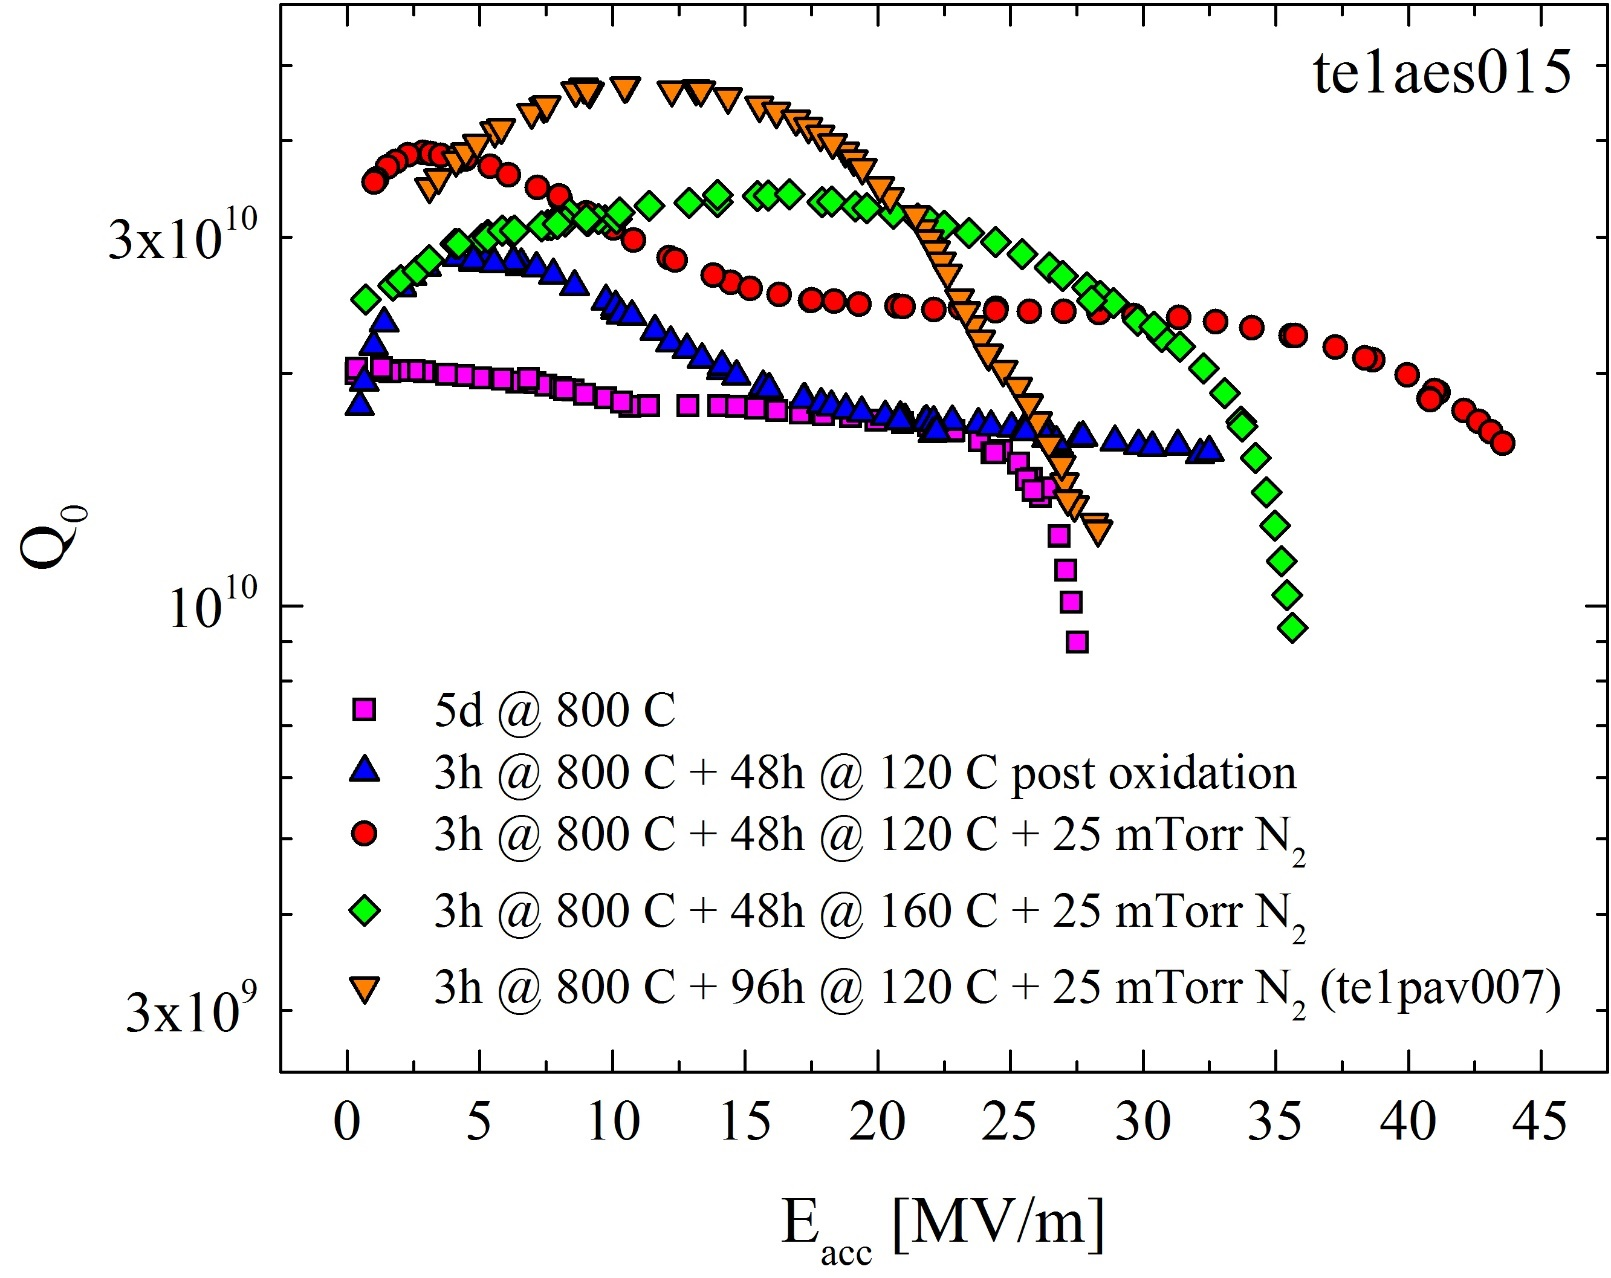 te1aes015
3x10^10
10^10
3x10^9
Q_0
5d @ 800 C
3h @ 800 C + 48h @ 120 C post oxidation
3h @ 800 C + 48h @ 120 C + 25 mTorr N_2
3h @ 800 C + 48h @ 160 C + 25 mTorr N_2
3h @ 800 C + 96h @ 120 C + 25 mTorr N_2 (te1pav007)
0 5 10 15 20 25 30 35 40 45
E_acc [MV/m]